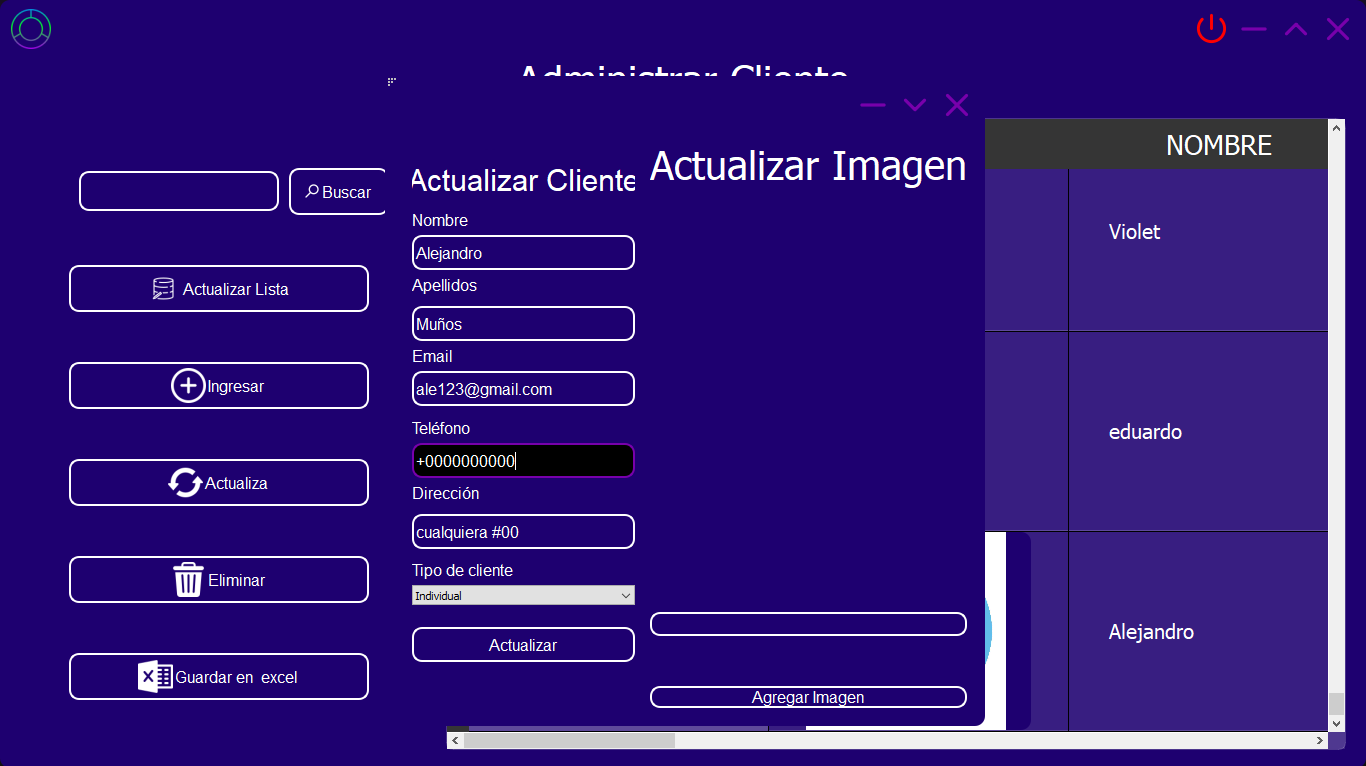 Administrar Cliente
Buscar
Actualizar Lista
Ingresar
Actualiza
Eliminar
Guardar en excel
Actualizar Cliente
Nombre
Alejandro
Apellidos
Muños
Email
ale123@gmail.com
Teléfono
+0000000000
Dirección
cualquiera #00
Tipo de cliente
Individual
Actualizar
Actualizar Imagen
Agregar Imagen
NOMBRE
Violet
eduardo
Alejandro